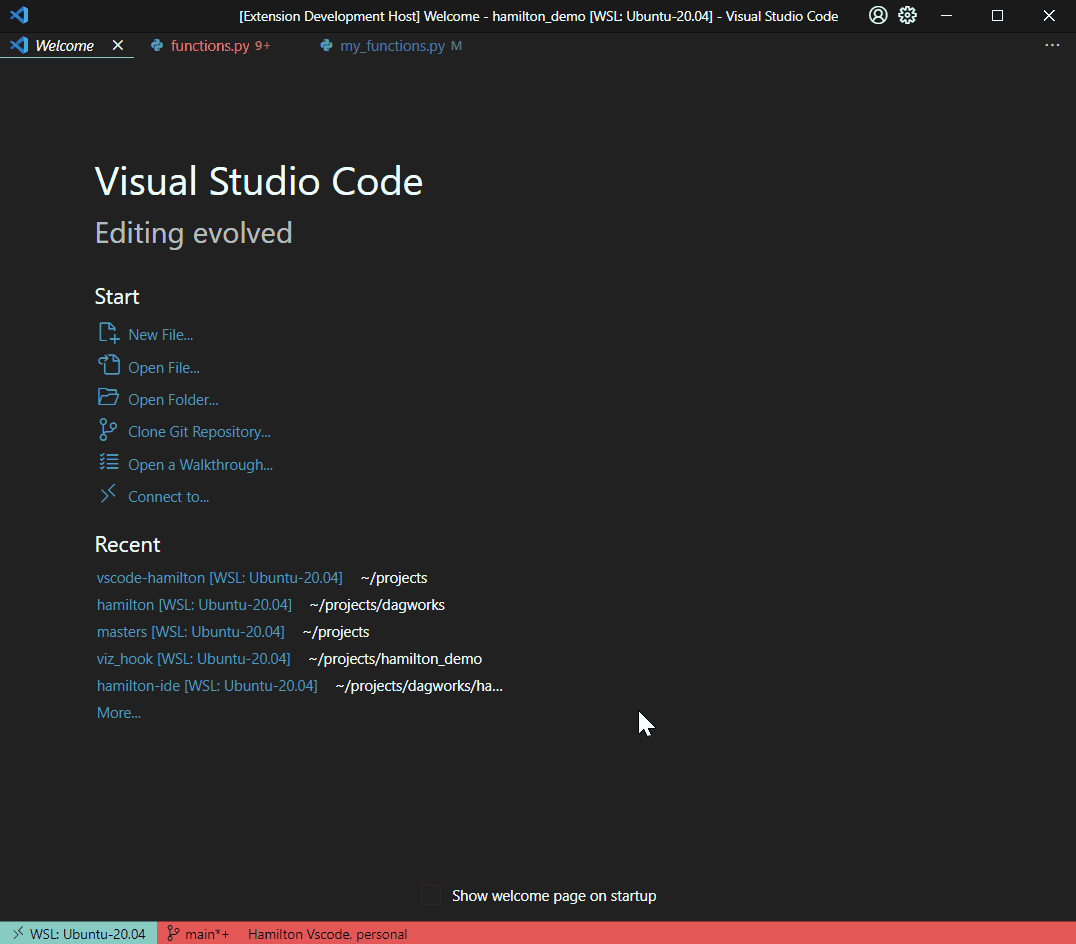 [Extension Development Host] Welcome - hamilton_demo [WSL: Ubuntu-20.04] - Visual Studio Code
Welcome functions.py 9+ my_functions.py M
Visual Studio Code
Editing evolved
Start
New File...
Open File...
Open Folder...
Clone Git Repository...
Open a Walkthrough...
Connect to...
Recent
vscode-hamilton [WSL: Ubuntu-20.04] ~/projects
hamilton [WSL: Ubuntu-20.04] ~/projects/dagworks
masters [WSL: Ubuntu-20.04] ~/projects
viz_hook [WSL: Ubuntu-20.04] ~/projects/hamilton_demo
hamilton-ide [WSL: Ubuntu-20.04] ~/projects/dagworks/ha...
More...
Show welcome page on startup
WSL: Ubuntu-20.04 main*+ Hamilton Vscode, personal